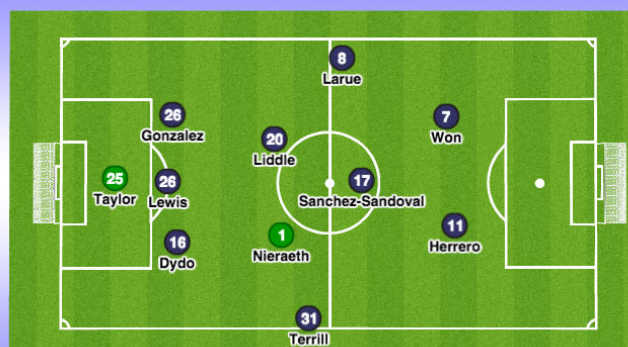 8
Larue
26
Gonzalez
7
Won
20
Liddle
25
Taylor
26
Lewis
17
Sanchez-Sandoval
16
Dydo
1
Nieraeth
11
Herrero
31
Terrill